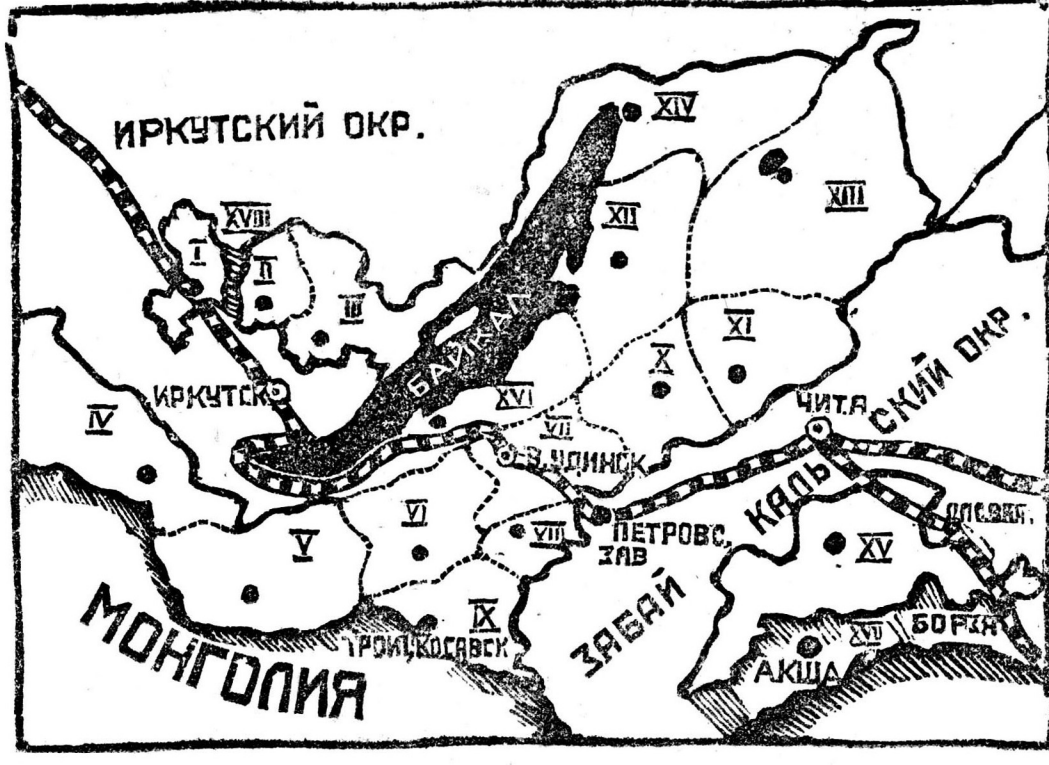 ИРКУТСКИЙ ОКР.
XIV
XIII
XVIII
XII
I
II
III
БАЙКАЛ
XI
X
ИРКУТСК
IV
XVI
VII
В.УДИНСК
ЧИТА
ЗАБАЙ КАЛЬ СКИЙ ОКР.
V
VI
VIII
ПЕТРОВС.
ЗАВ
XV
IX
ТРОИЦКОСАВСК
МОНГОЛИЯ
XVII
БОРЗЯ
АКША